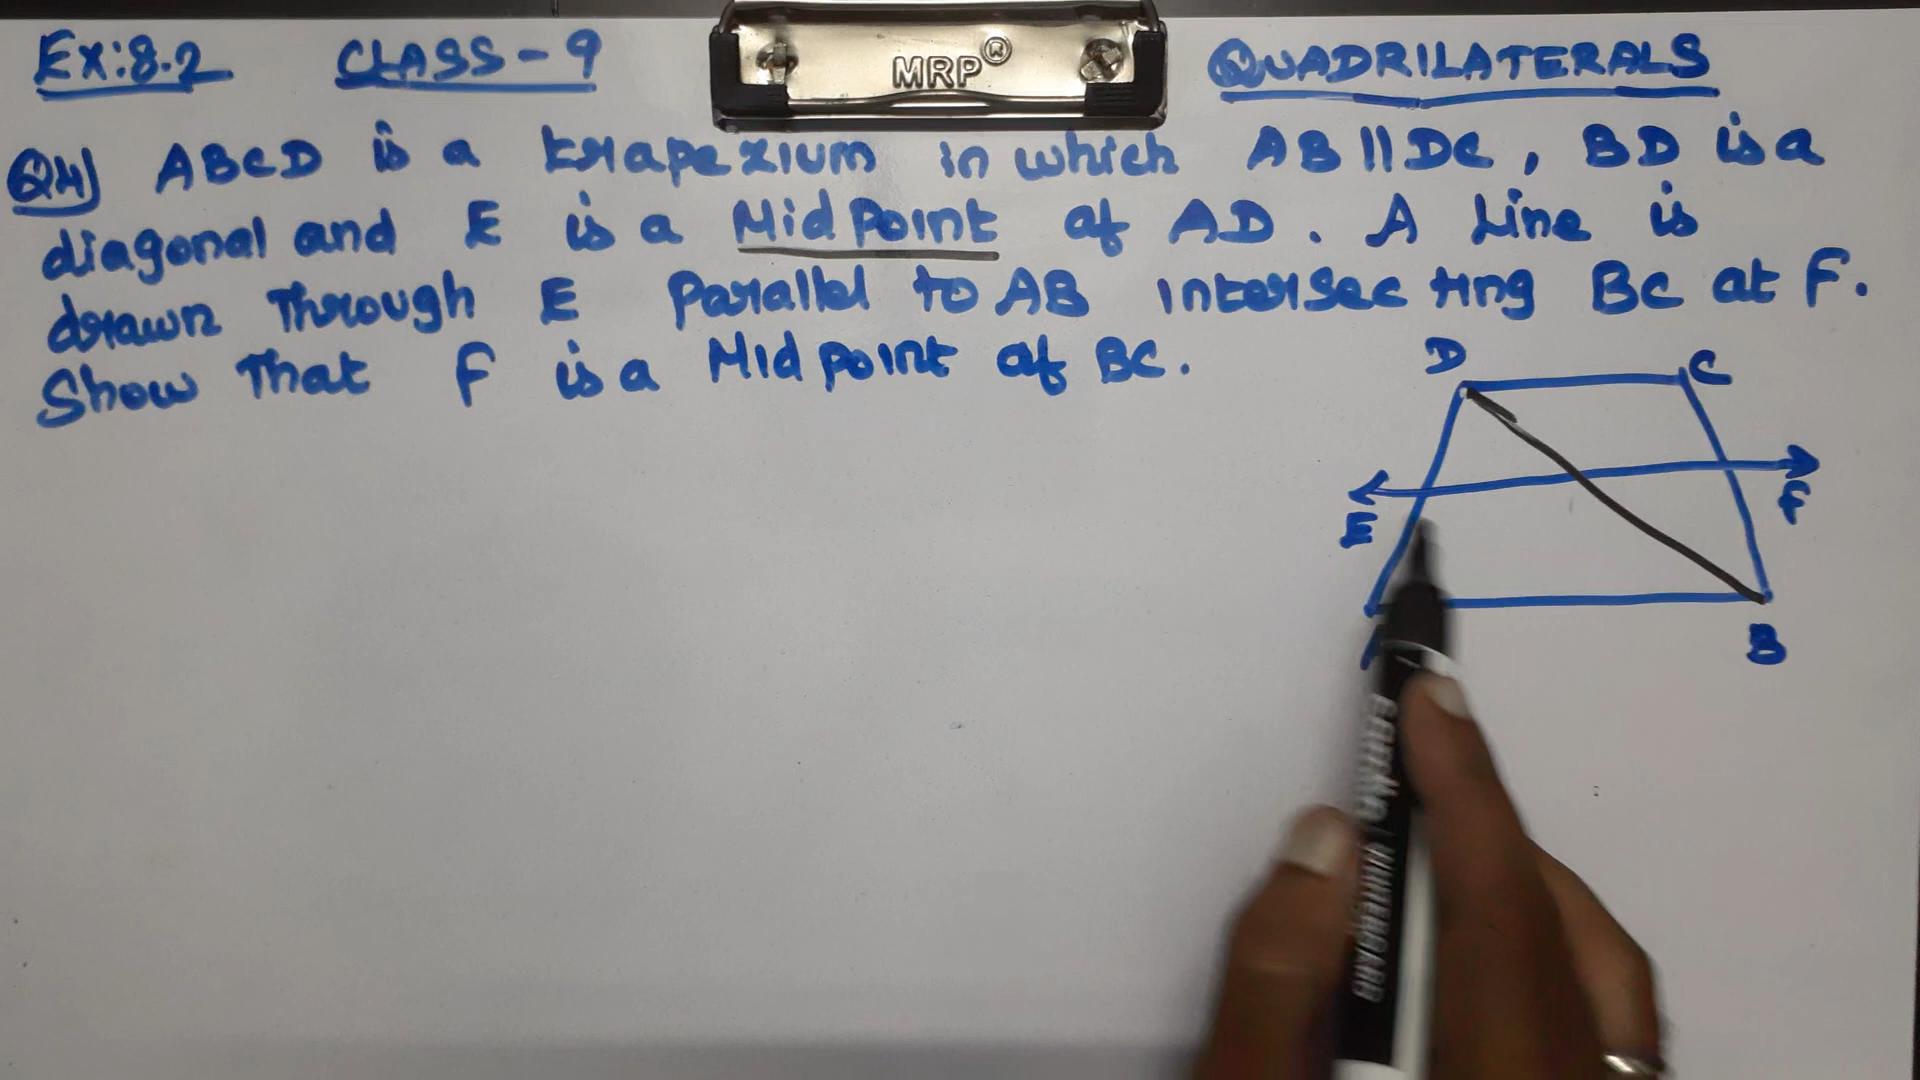 Ex:8.2 CLASS-9 MRP® QUADRILATERALS
Q4) ABCD is a trapezium in which AB || DC, BD is a
diagonal and E is a Mid Point of AD. A Line is
drawn Through E Parallel to AB intersecting BC at F.
Show That F is a Mid point of BC.
D C
E F
A B